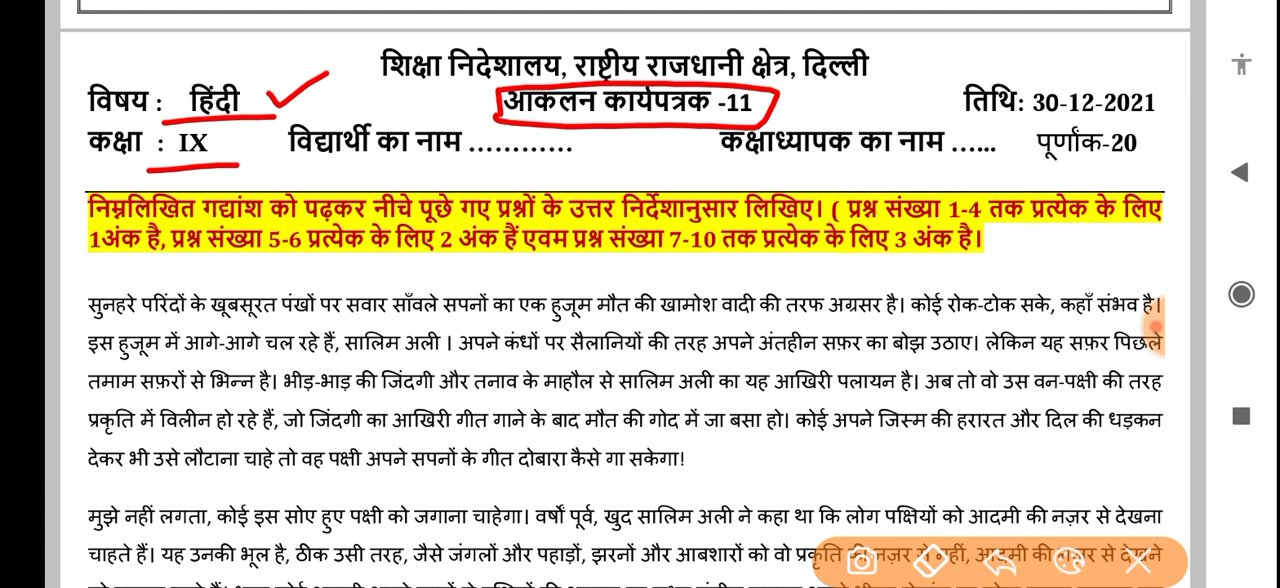 शिक्षा निदेशालय, राष्ट्रीय राजधानी क्षेत्र, दिल्ली
विषय : हिंदी आकलन कार्यपत्रक -11 तिथि: 30-12-2021
कक्षा : IX विद्यार्थी का नाम ............ कक्षाध्यापक का नाम ...... पूर्णांक-20
निम्नलिखित गद्यांश को पढ़कर नीचे पूछे गए प्रश्नों के उत्तर निर्देशानुसार लिखिए। ( प्रश्न संख्या 1-4 तक प्रत्येक के लिए
1अंक है, प्रश्न संख्या 5-6 प्रत्येक के लिए 2 अंक हैं एवम प्रश्न संख्या 7-10 तक प्रत्येक के लिए 3 अंक है।
सुनहरे परिंदों के खूबसूरत पंखों पर सवार साँवले सपनों का एक हुजूम मौत की खामोश वादी की तरफ अग्रसर है। कोई रोक-टोक सके, कहाँ संभव है।
इस हुजूम में आगे-आगे चल रहे हैं, सालिम अली । अपने कंधों पर सैलानियों की तरह अपने अंतहीन सफ़र का बोझ उठाए। लेकिन यह सफ़र पिछले
तमाम सफ़रों से भिन्न है। भीड़-भाड़ की जिंदगी और तनाव के माहौल से सालिम अली का यह आखिरी पलायन है। अब तो वो उस वन-पक्षी की तरह
प्रकृति में विलीन हो रहे हैं, जो जिंदगी का आखिरी गीत गाने के बाद मौत की गोद में जा बसा हो। कोई अपने जिस्म की हरारत और दिल की धड़कन
देकर भी उसे लौटाना चाहे तो वह पक्षी अपने सपनों के गीत दोबारा कैसे गा सकेगा!
मुझे नहीं लगता, कोई इस सोए हुए पक्षी को जगाना चाहेगा। वर्षों पूर्व, खुद सालिम अली ने कहा था कि लोग पक्षियों को आदमी की नज़र से देखना
चाहते हैं। यह उनकी भूल है, ठीक उसी तरह, जैसे जंगलों और पहाड़ों, झरनों और आबशारों को वो प्रकृति की नज़र से नहीं, आदमी की नज़र से देखने